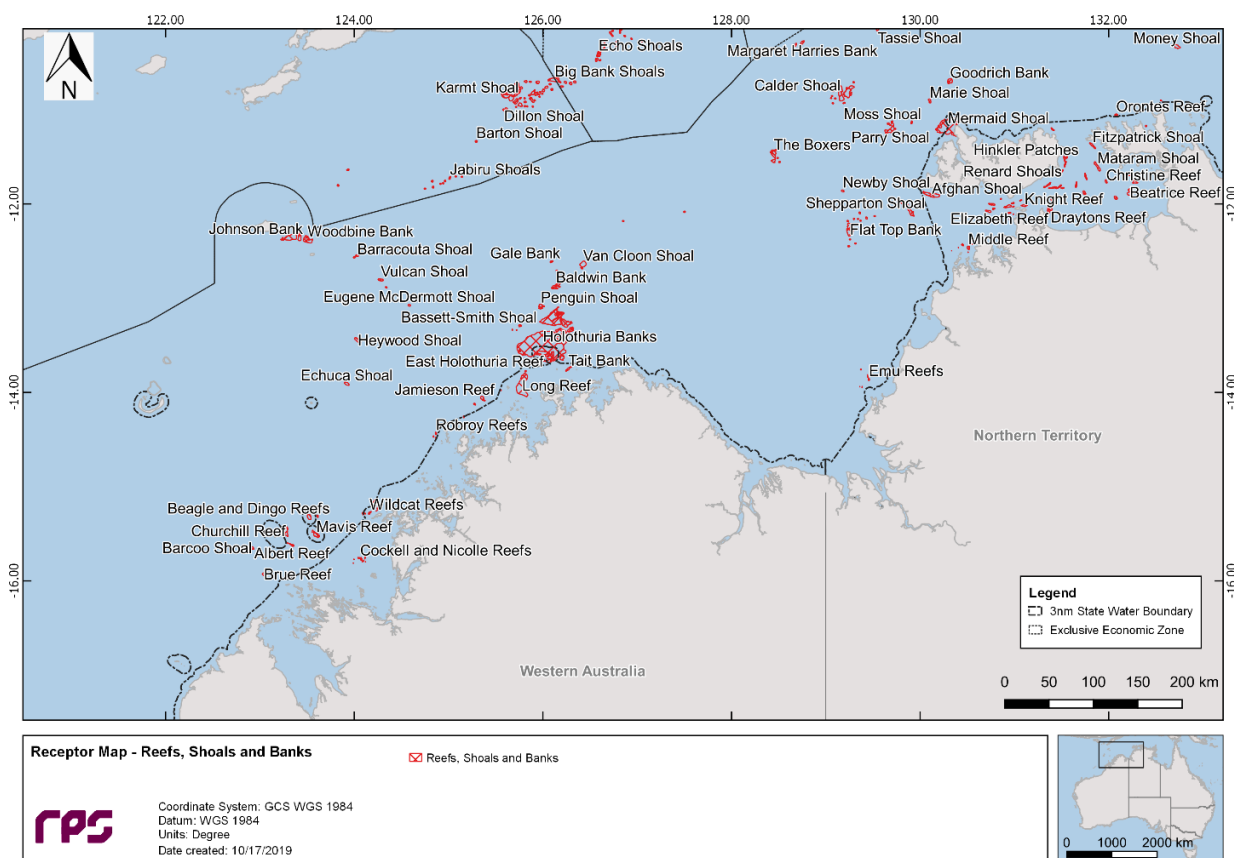 122.00 124.00 126.00 128.00 130.00 132.00
N
Echo Shoals
Margaret Harries Bank
Tassie Shoal
Money Shoal
Big Bank Shoals
Goodrich Bank
Karmt Shoal
Calder Shoal
Marie Shoal
Orontes Reef
Dillon Shoal
Moss Shoal
Mermaid Shoal
Barton Shoal
Parry Shoal
Fitzpatrick Shoal
The Boxers
Hinkler Patches
Mataram Shoal
Jabiru Shoals
Renard Shoals
Christine Reef
Newby Shoal
Afghan Shoal
Beatrice Reef
-12.00
-12.00
Shepparton Shoal
Knight Reef
Elizabeth Reef
Draytons Reef
Johnson Bank
Woodbine Bank
Flat Top Bank
Middle Reef
Barracouta Shoal
Gale Bank
Van Cloon Shoal
Vulcan Shoal
Baldwin Bank
Eugene McDermott Shoal
Penguin Shoal
Bassett-Smith Shoal
Heywood Shoal
Holothuria Banks
East Holothuria Reef
Tait Bank
Echuca Shoal
Emu Reefs
Jamieson Reef
Long Reef
-14.00
-14.00
Robroy Reefs
Northern Territory
Beagle and Dingo Reefs
Wildcat Reefs
Churchill Reef
Mavis Reef
Barcoo Shoal
Albert Reef
Cockell and Nicolle Reefs
Brue Reef
-16.00
-16.00
Western Australia
Legend
3nm State Water Boundary
Exclusive Economic Zone
0 50 100 150 200 km
Receptor Map - Reefs, Shoals and Banks
Reefs, Shoals and Banks
rps
Coordinate System: GCS WGS 1984
Datum: WGS 1984
Units: Degree
Date created: 10/17/2019
0 1000 2000 km